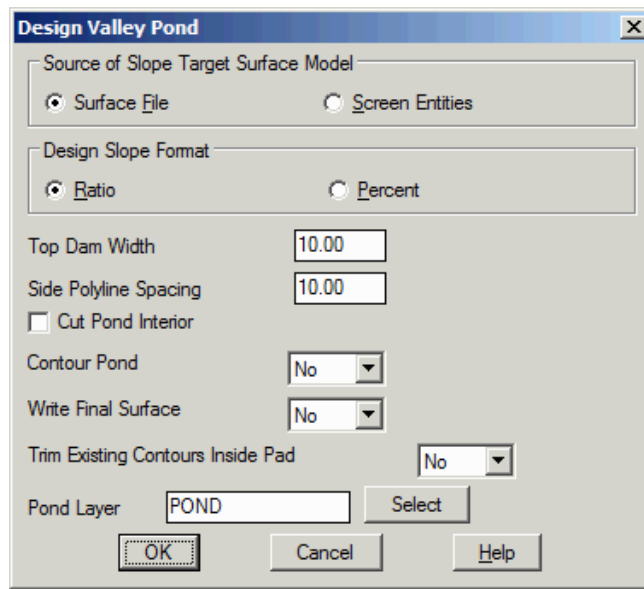 Design Valley Pond
Source of Slope Target Surface Model
Surface File Screen Entities
Design Slope Format
Ratio Percent
Top Dam Width 10.00
Side Polyline Spacing 10.00
Cut Pond Interior
Contour Pond No
Write Final Surface No
Trim Existing Contours Inside Pad No
Pond Layer POND Select
OK Cancel Help